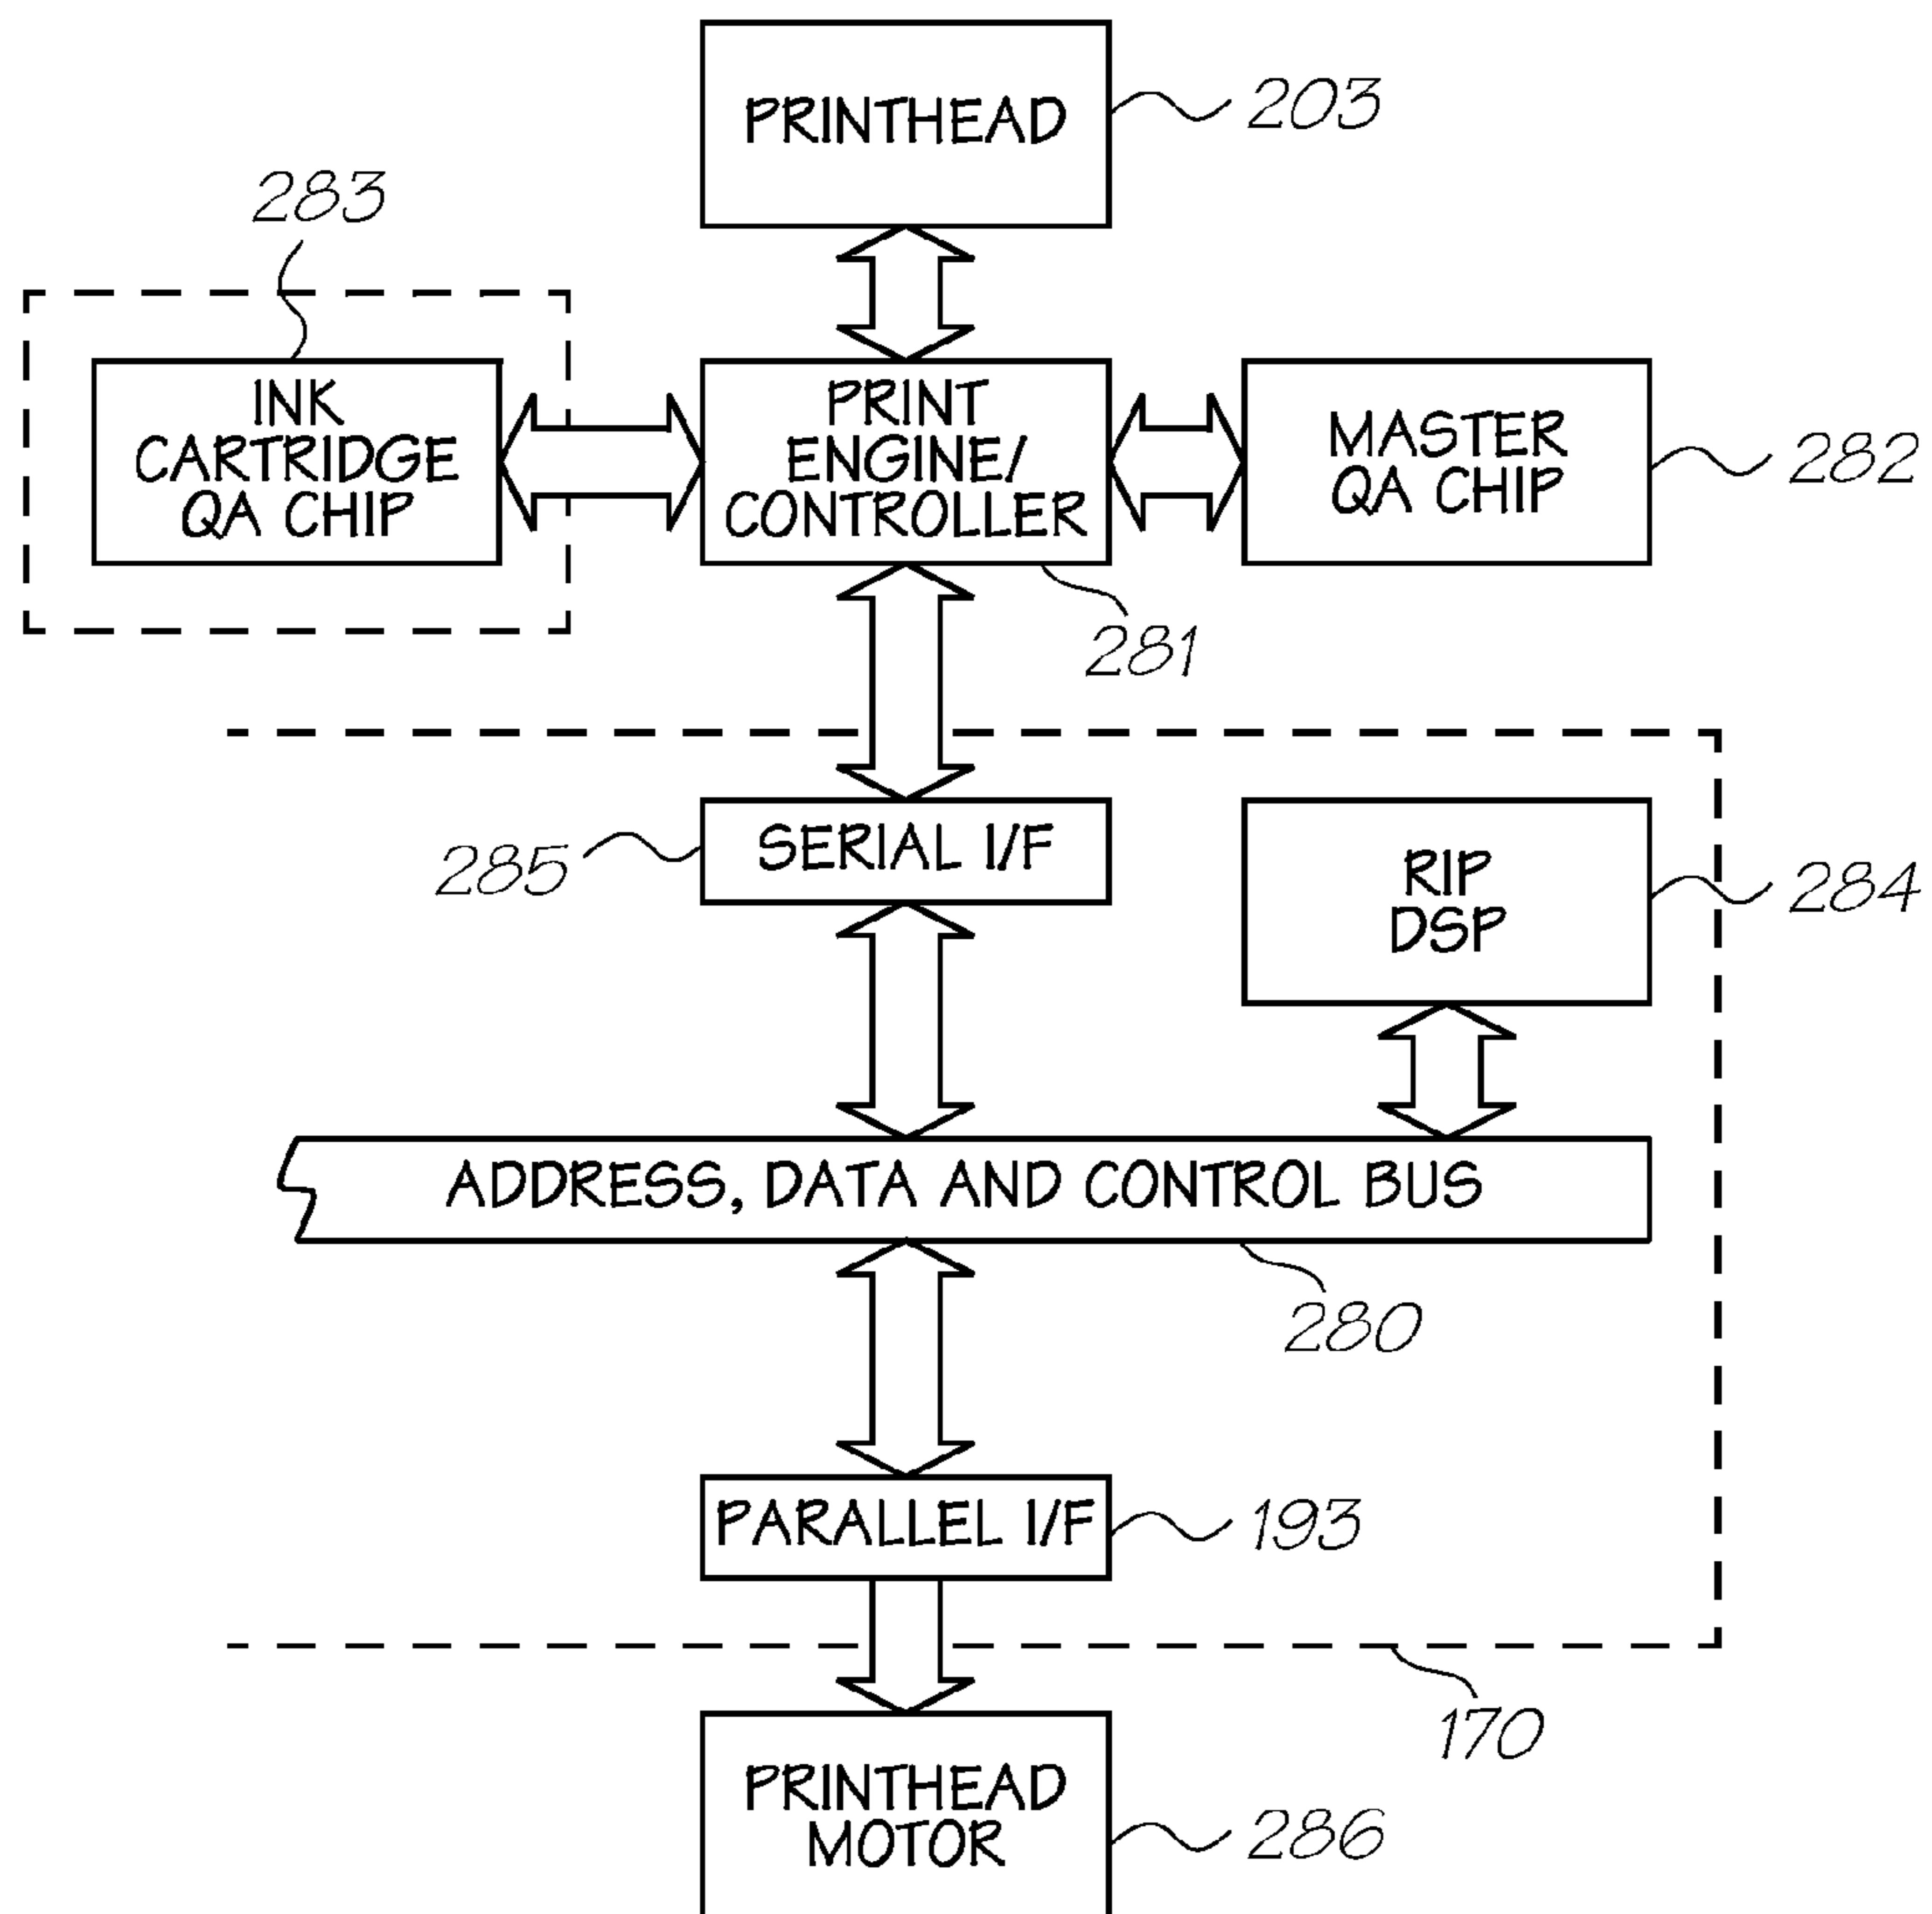 PRINTHEAD
203
283
INK
CARTRIDGE
QA CHIP
PRINT
ENGINE/
CONTROLLER
MASTER
QA CHIP
282
281
SERIAL I/F
285
RIP
DSP
284
ADDRESS, DATA AND CONTROL BUS
280
PARALLEL I/F
193
170
PRINTHEAD
MOTOR
286